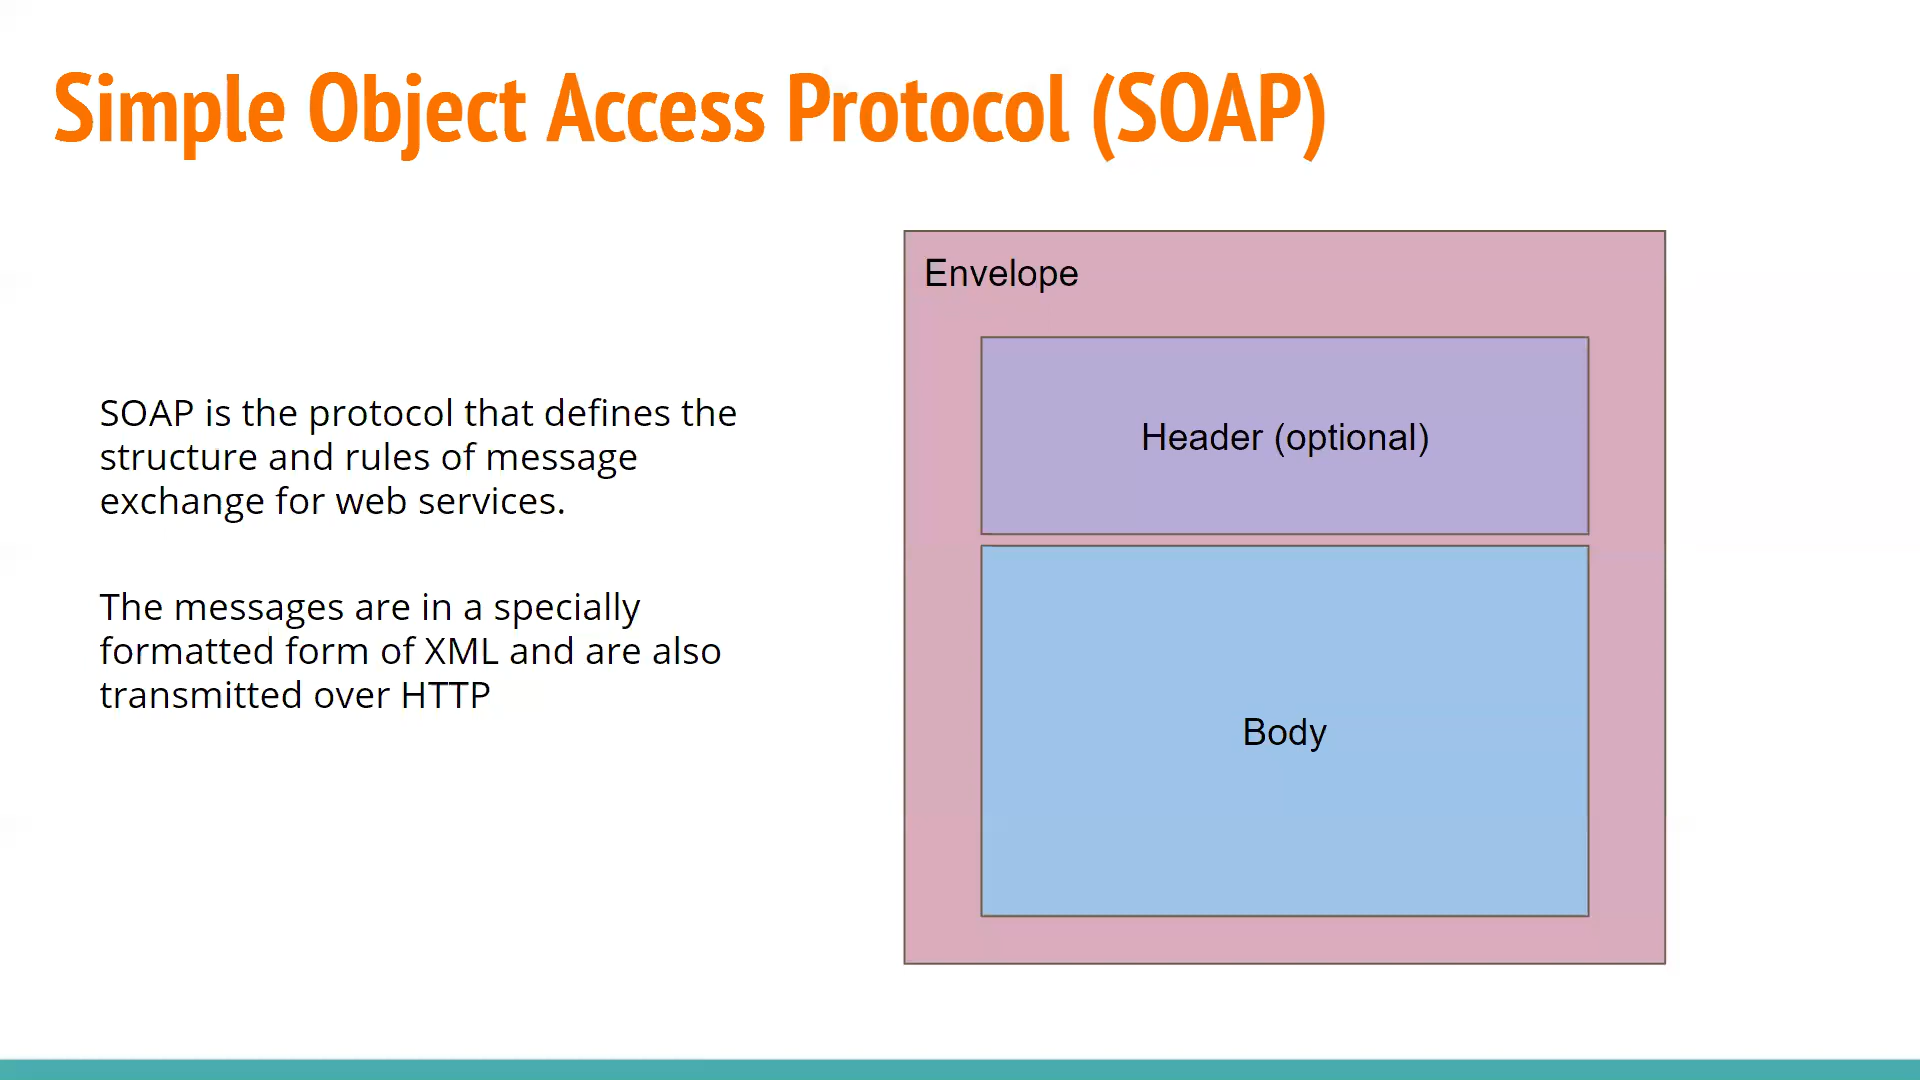 Simple Object Access Protocol (SOAP)
SOAP is the protocol that defines the
structure and rules of message
exchange for web services.
The messages are in a specially
formatted form of XML and are also
transmitted over HTTP
Envelope
Header (optional)
Body